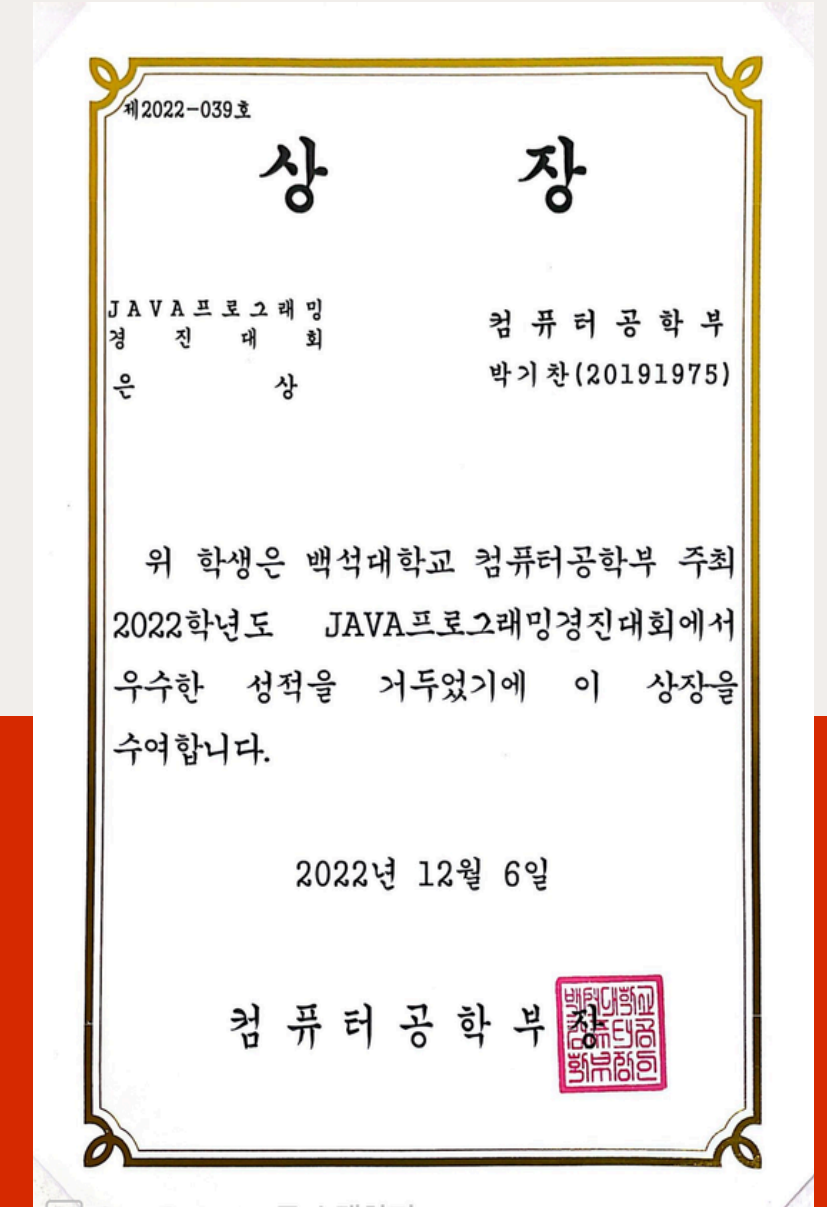 제2022-039호
상 장
JAVA프로그래밍
경진대회
은상
컴퓨터공학부
박기찬(20191975)
위 학생은 백석대학교 컴퓨터공학부 주최
2022학년도 JAVA프로그래밍경진대회에서
우수한 성적을 거두었기에 이 상장을
수여합니다.
2022년 12월 6일
컴퓨터공학부장